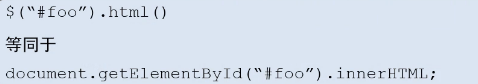 $(“#foo”).html()
等同于
document.getElementById(“#foo”).innerHTML;